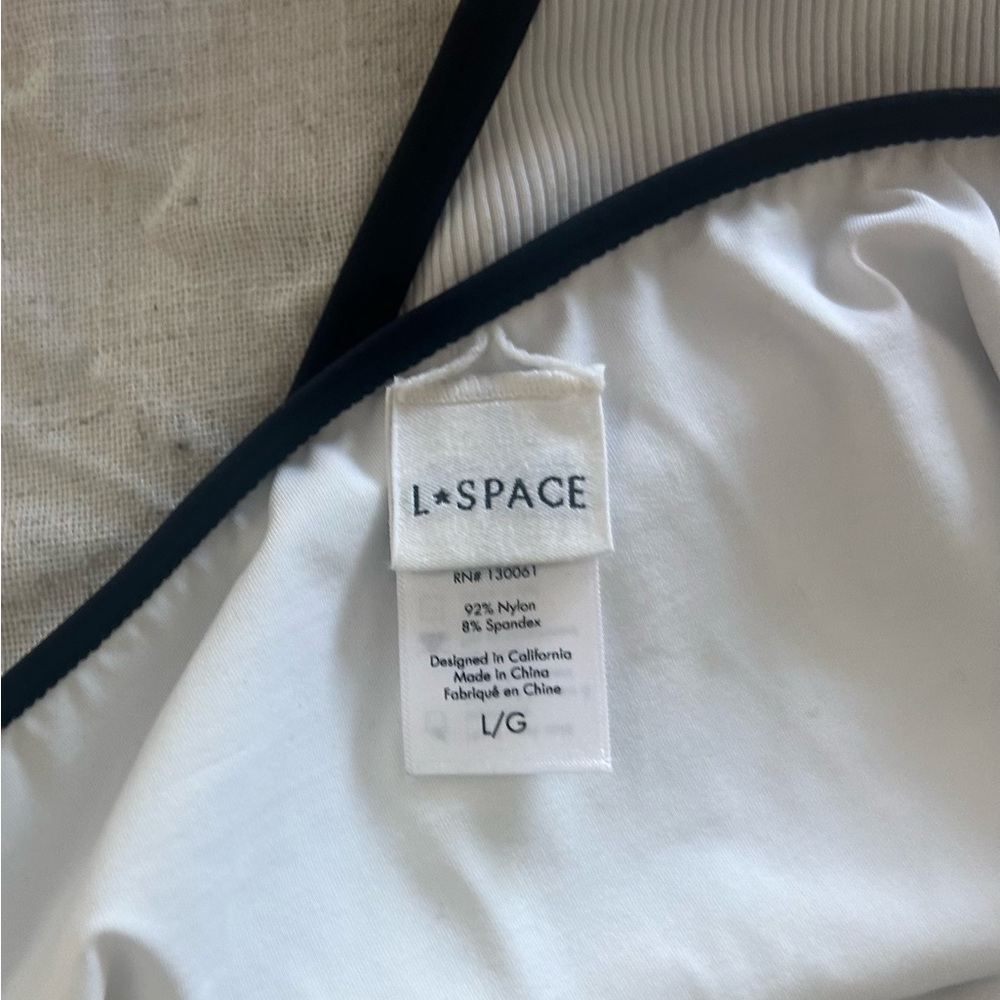 L★SPACE
RN# 130061
92% Nylon
8% Spandex
Designed in California
Made in China
Fabriqué en Chine
L/G